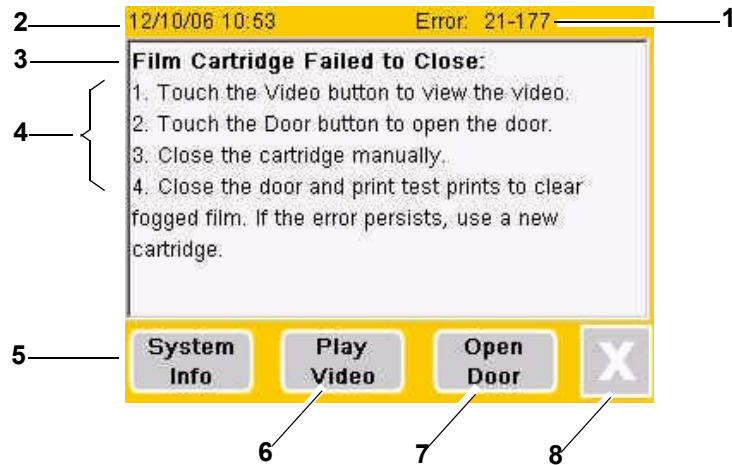 2
12/10/06 10:53
Error: 21-177
1
3
Film Cartridge Failed to Close:
4
1. Touch the Video button to view the video.
2. Touch the Door button to open the door.
3. Close the cartridge manually.
4. Close the door and print test prints to clear
fogged film. If the error persists, use a new
cartridge.
5
System
Info
Play
Video
Open
Door
X
6
7
8